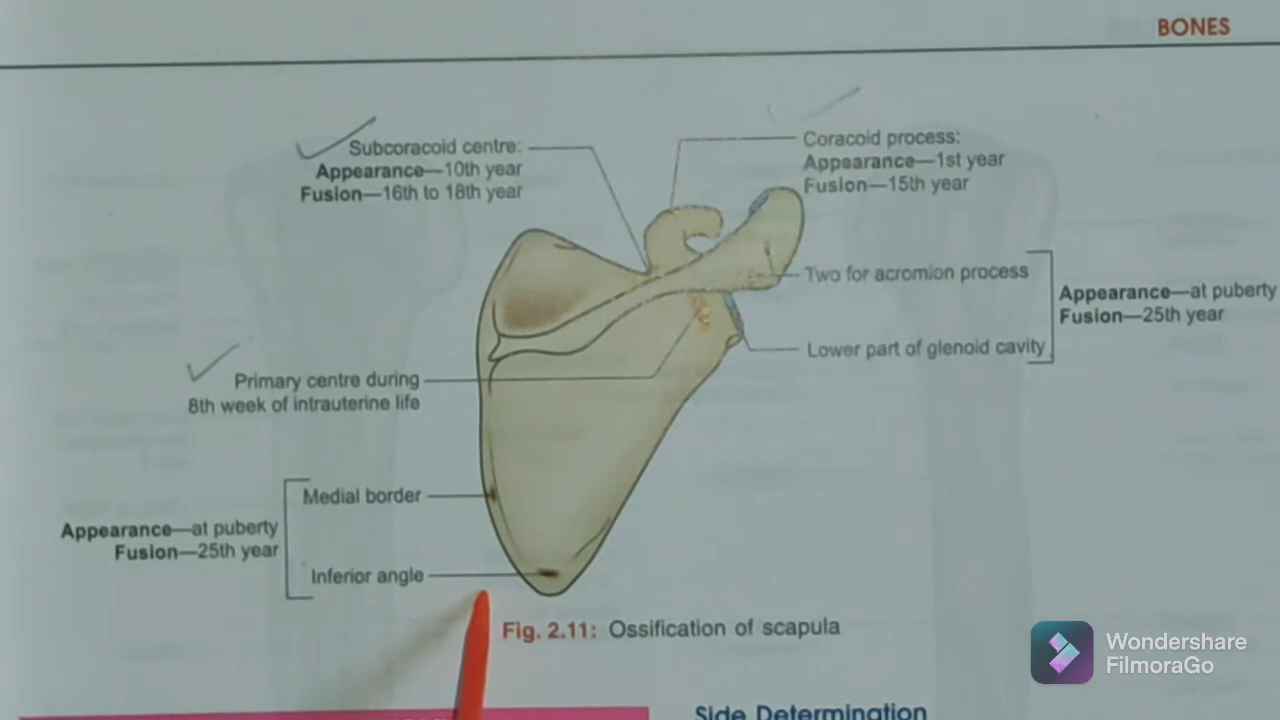 BONES
Subcoracoid centre:
Appearance—10th year
Fusion—16th to 18th year
Coracoid process:
Appearance—1st year
Fusion—15th year
Two for acromion process
Appearance—at puberty
Fusion—25th year
Lower part of glenoid cavity
Primary centre during
8th week of intrauterine life
Medial border
Appearance—at puberty
Fusion—25th year
Inferior angle
Fig. 2.11: Ossification of scapula
Wondershare
FilmoraGo
Side Determination